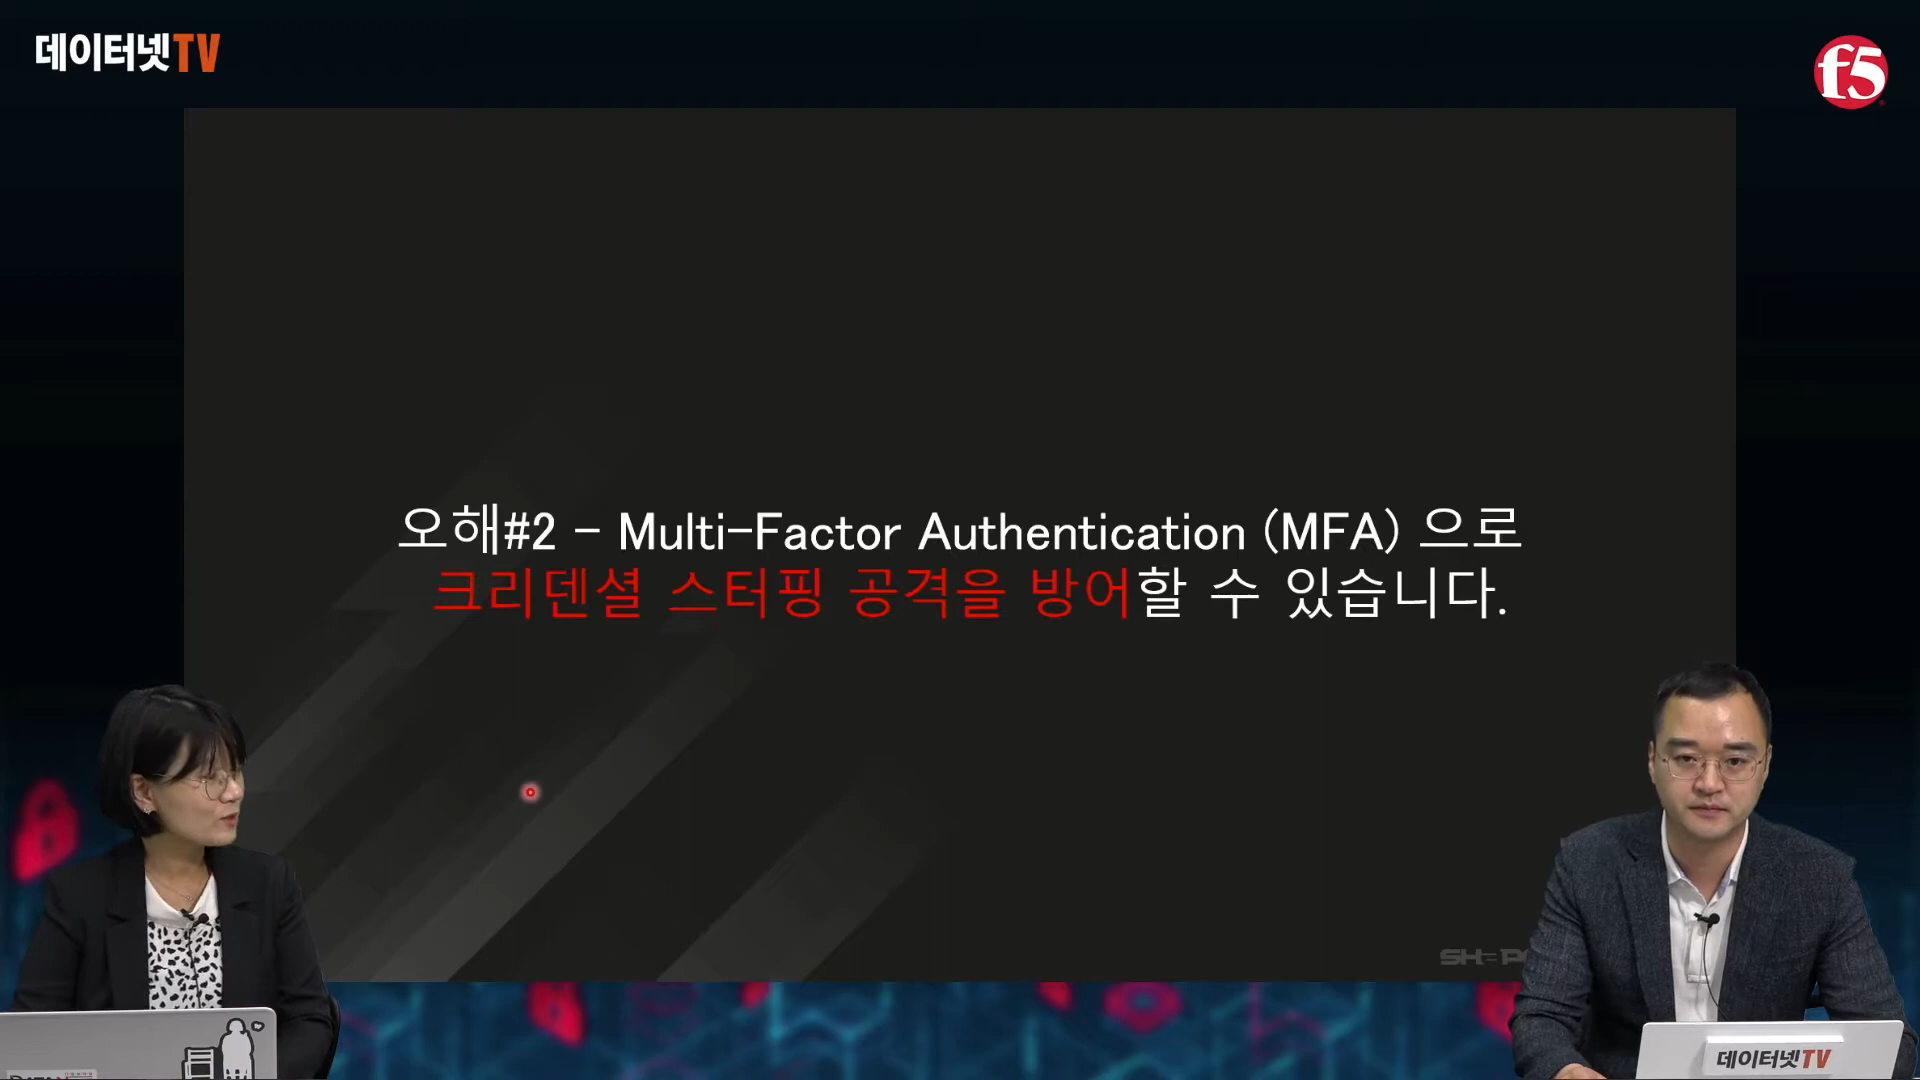 데이터넷TV
f5
오해#2 - Multi-Factor Authentication (MFA) 으로
크리덴셜 스터핑 공격을 방어할 수 있습니다.
데이터넷TV